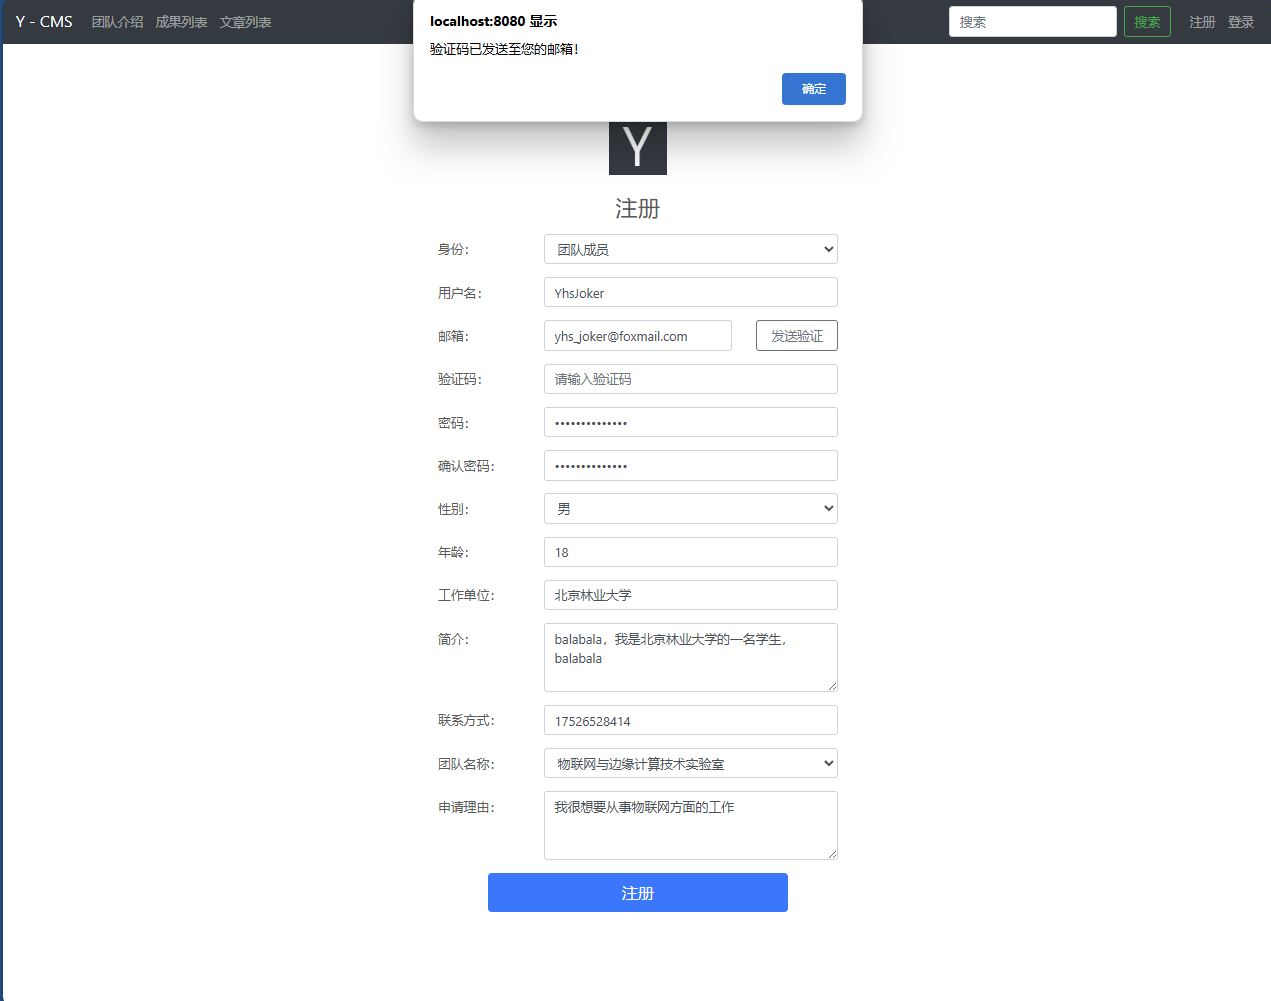 Y - CMS 团队介绍 成果列表 文章列表
搜索 搜索 注册 登录
localhost:8080 显示
验证码已发送至您的邮箱!
确定
Y
注册
身份: 团队成员
用户名: YhsJoker
邮箱: yhs_joker@foxmail.com 发送验证
验证码: 请输入验证码
密码: ••••••••••••••
确认密码: ••••••••••••••
性别: 男
年龄: 18
工作单位: 北京林业大学
简介: balabala，我是北京林业大学的一名学生，
balabala
联系方式: 17526528414
团队名称: 物联网与边缘计算技术实验室
申请理由: 我很想要从事物联网方面的工作
注册